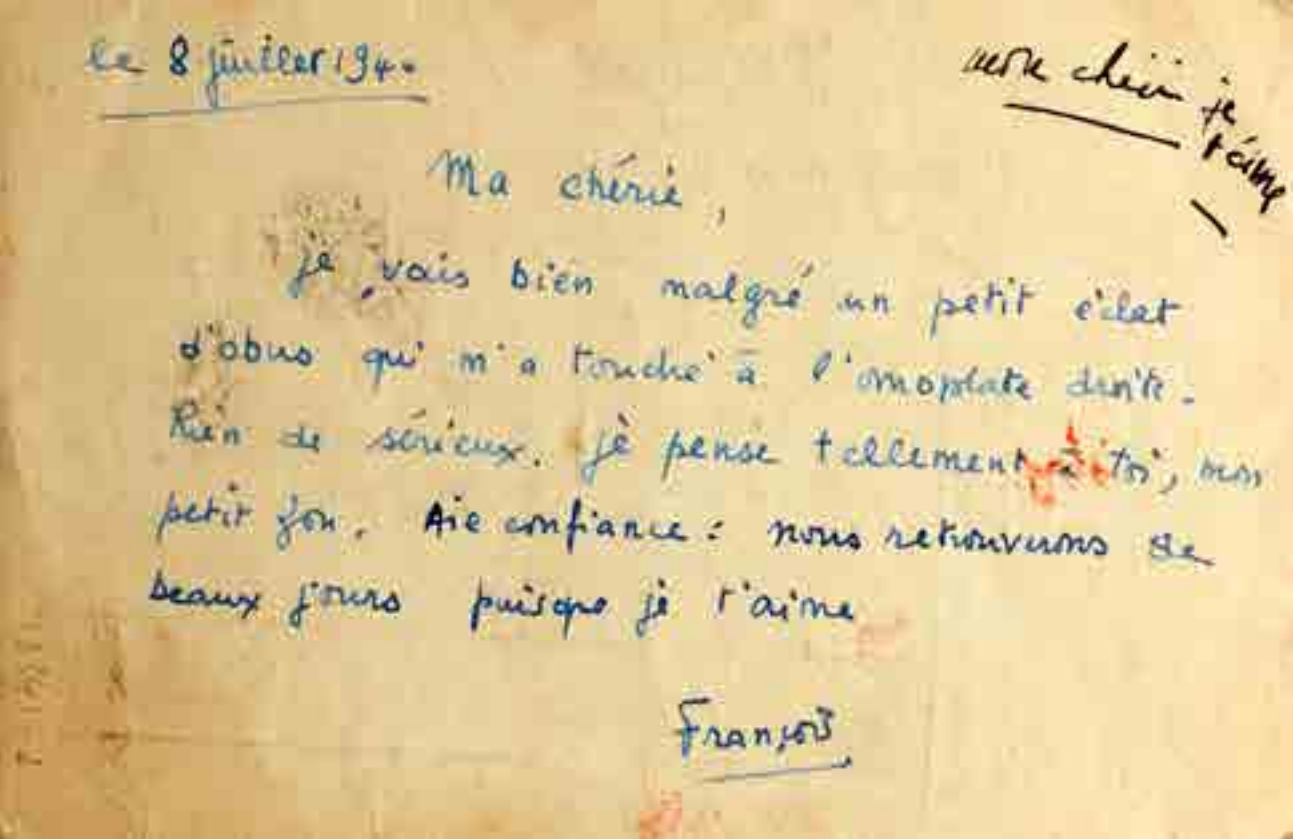 le 8 juillet 1940
mon chéri je
t'aime
Ma chérie,
je vais bien malgré un petit éclat
d'obus qui m'a touché à l'omoplate droite.
Rien de sérieux. je pense tellement à toi, mon
petit fou. Aie confiance : nous retrouverons de
beaux jours puisque je t'aime
François